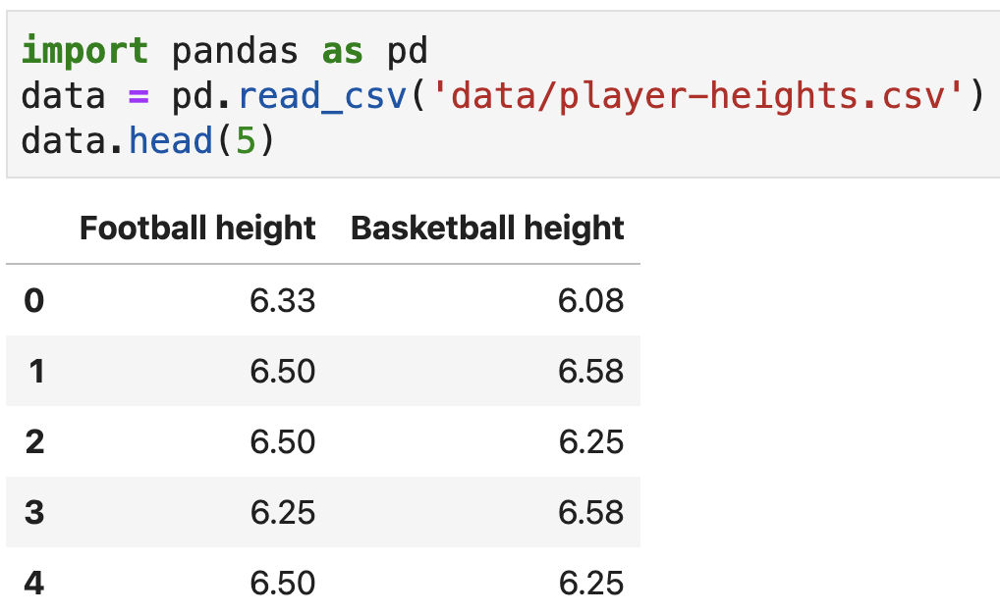 import pandas as pd
data = pd.read_csv('data/player-heights.csv')
data.head(5)
Football height Basketball height
0 6.33 6.08
1 6.50 6.58
2 6.50 6.25
3 6.25 6.58
4 6.50 6.25